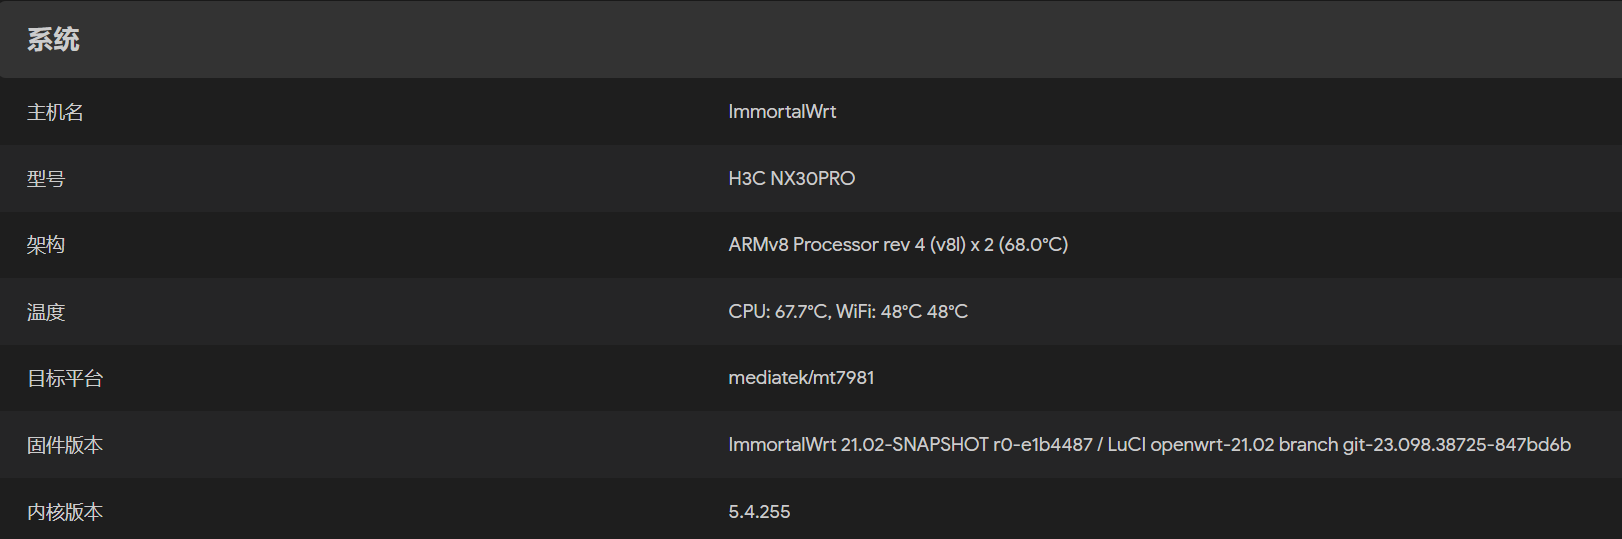 系统
主机名 ImmortalWrt
型号 H3C NX30PRO
架构 ARMv8 Processor rev 4 (v8l) x 2 (68.0°C)
温度 CPU: 67.7°C, WiFi: 48°C 48°C
目标平台 mediatek/mt7981
固件版本 ImmortalWrt 21.02-SNAPSHOT r0-e1b4487 / LuCI openwrt-21.02 branch git-23.098.38725-847bd6b
内核版本 5.4.255